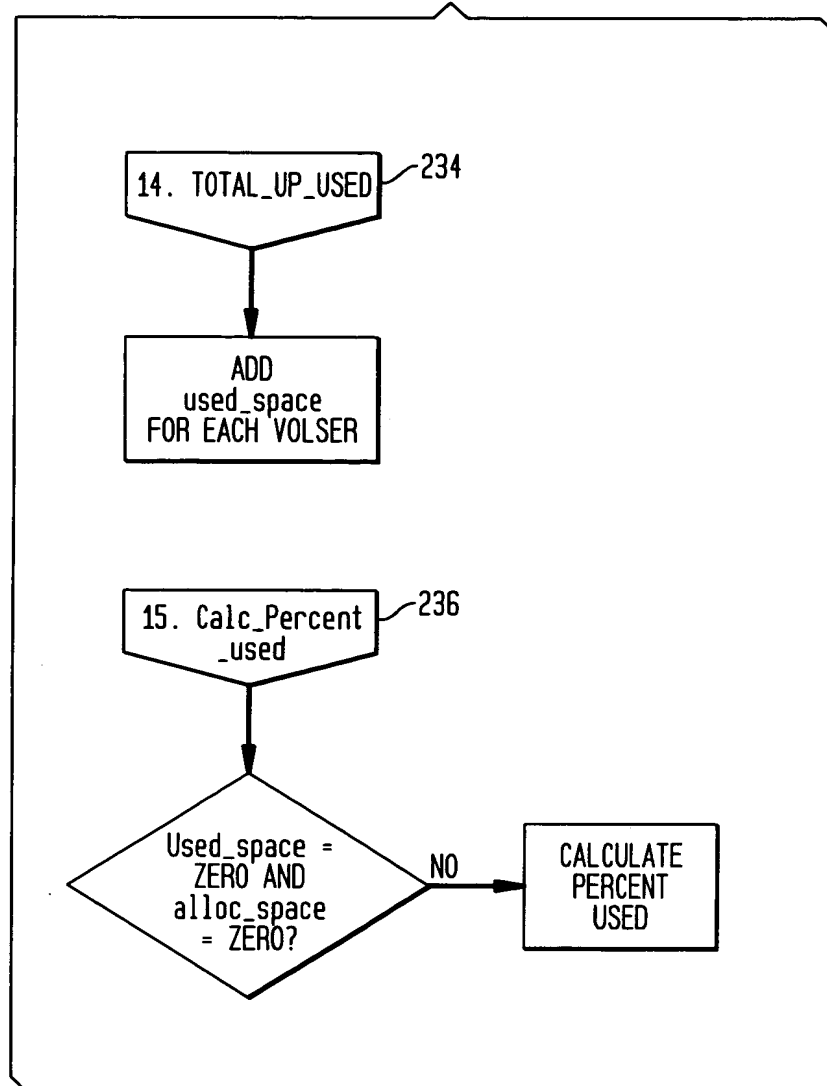 14. TOTAL_UP_USED
234
ADD
used_space
FOR EACH VOLSER
15. Calc_Percent
_used
236
Used_space =
ZERO AND
alloc_space
= ZERO?
NO
CALCULATE
PERCENT
USED